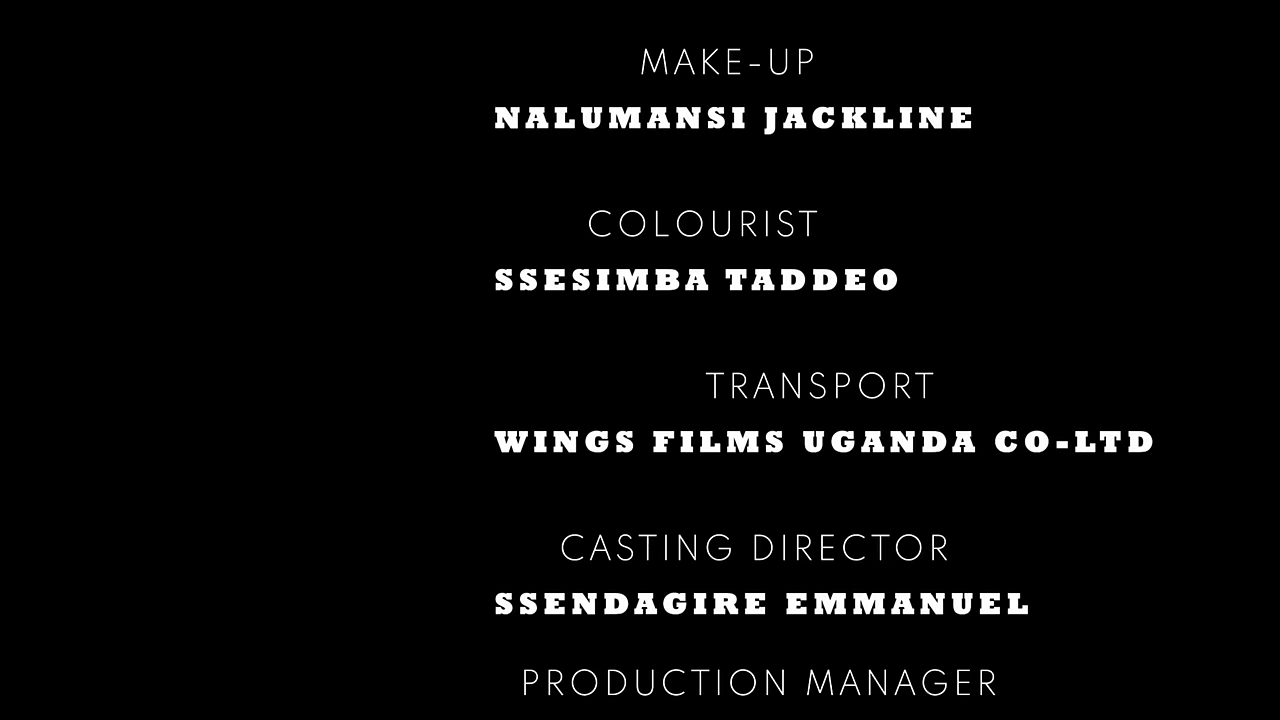 MAKE-UP
NALUMANSI JACKLINE
COLOURIST
SSESIMBA TADDEO
TRANSPORT
WINGS FILMS UGANDA CO-LTD
CASTING DIRECTOR
SSENDAGIRE EMMANUEL
PRODUCTION MANAGER